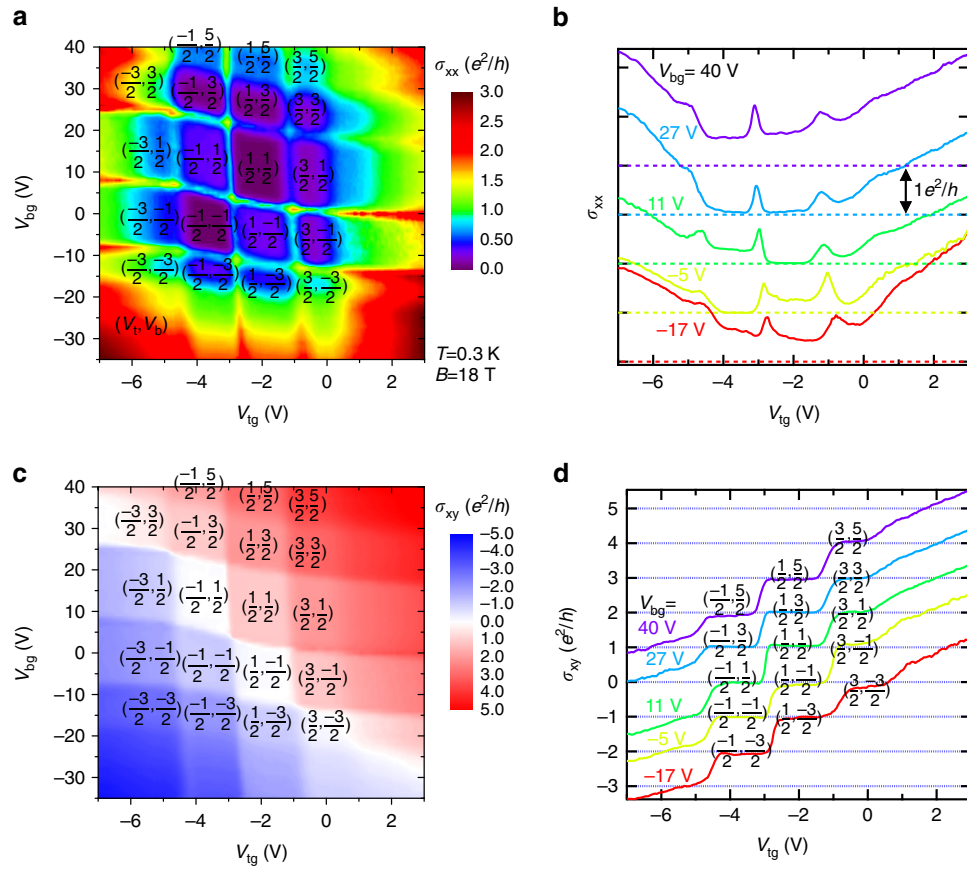 a
40
30
20
10
0
−10
−20
−30
V_bg (V)
(−1/2, 5/2) (1/2, 5/2) (3/2, 5/2)
(−3/2, 3/2) (−1/2, 3/2) (1/2, 3/2) (3/2, 3/2)
(−3/2, 1/2) (−1/2, 1/2) (1/2, 1/2) (3/2, 1/2)
(−3/2, −1/2) (−1/2, −1/2) (1/2, −1/2) (3/2, −1/2)
(−3/2, −3/2) (−1/2, −3/2) (1/2, −3/2) (3/2, −3/2)
(V_t, V_b)
−6 −4 −2 0 2
V_tg (V)
σ_xx (e²/h)
3.0
2.5
2.0
1.5
1.0
0.50
0.0
T=0.3 K
B=18 T
b
σ_xx
V_bg= 40 V
27 V
11 V
−5 V
−17 V
1e²/h
−6 −4 −2 0 2
V_tg (V)
c
40
30
20
10
0
−10
−20
−30
V_bg (V)
(−1/2, 5/2) (1/2, 5/2) (3/2, 5/2)
(−3/2, 3/2) (−1/2, 3/2) (1/2, 3/2) (3/2, 3/2)
(−3/2, 1/2) (−1/2, 1/2) (1/2, 1/2) (3/2, 1/2)
(−3/2, −1/2) (−1/2, −1/2) (1/2, −1/2) (3/2, −1/2)
(−3/2, −3/2) (−1/2, −3/2) (1/2, −3/2) (3/2, −3/2)
−6 −4 −2 0 2
V_tg (V)
σ_xy (e²/h)
−5.0
−4.0
−3.0
−2.0
−1.0
0.0
1.0
2.0
3.0
4.0
5.0
d
5
4
3
2
1
0
−1
−2
−3
σ_xy (e²/h)
V_bg=
40 V
27 V
11 V
−5 V
−17 V
(3/2, 5/2)
(−1/2, 5/2) (1/2, 5/2) (3/2 3/2)
(−1/2, 3/2) (1/2, 3/2) (3/2, 1/2)
(−1/2, 1/2) (1/2, 1/2) (3/2, −1/2)
(−1/2, −1/2) (1/2, −1/2) (3/2, −3/2)
(−1/2, −3/2) (1/2, −3/2)
−6 −4 −2 0 2
V_tg (V)